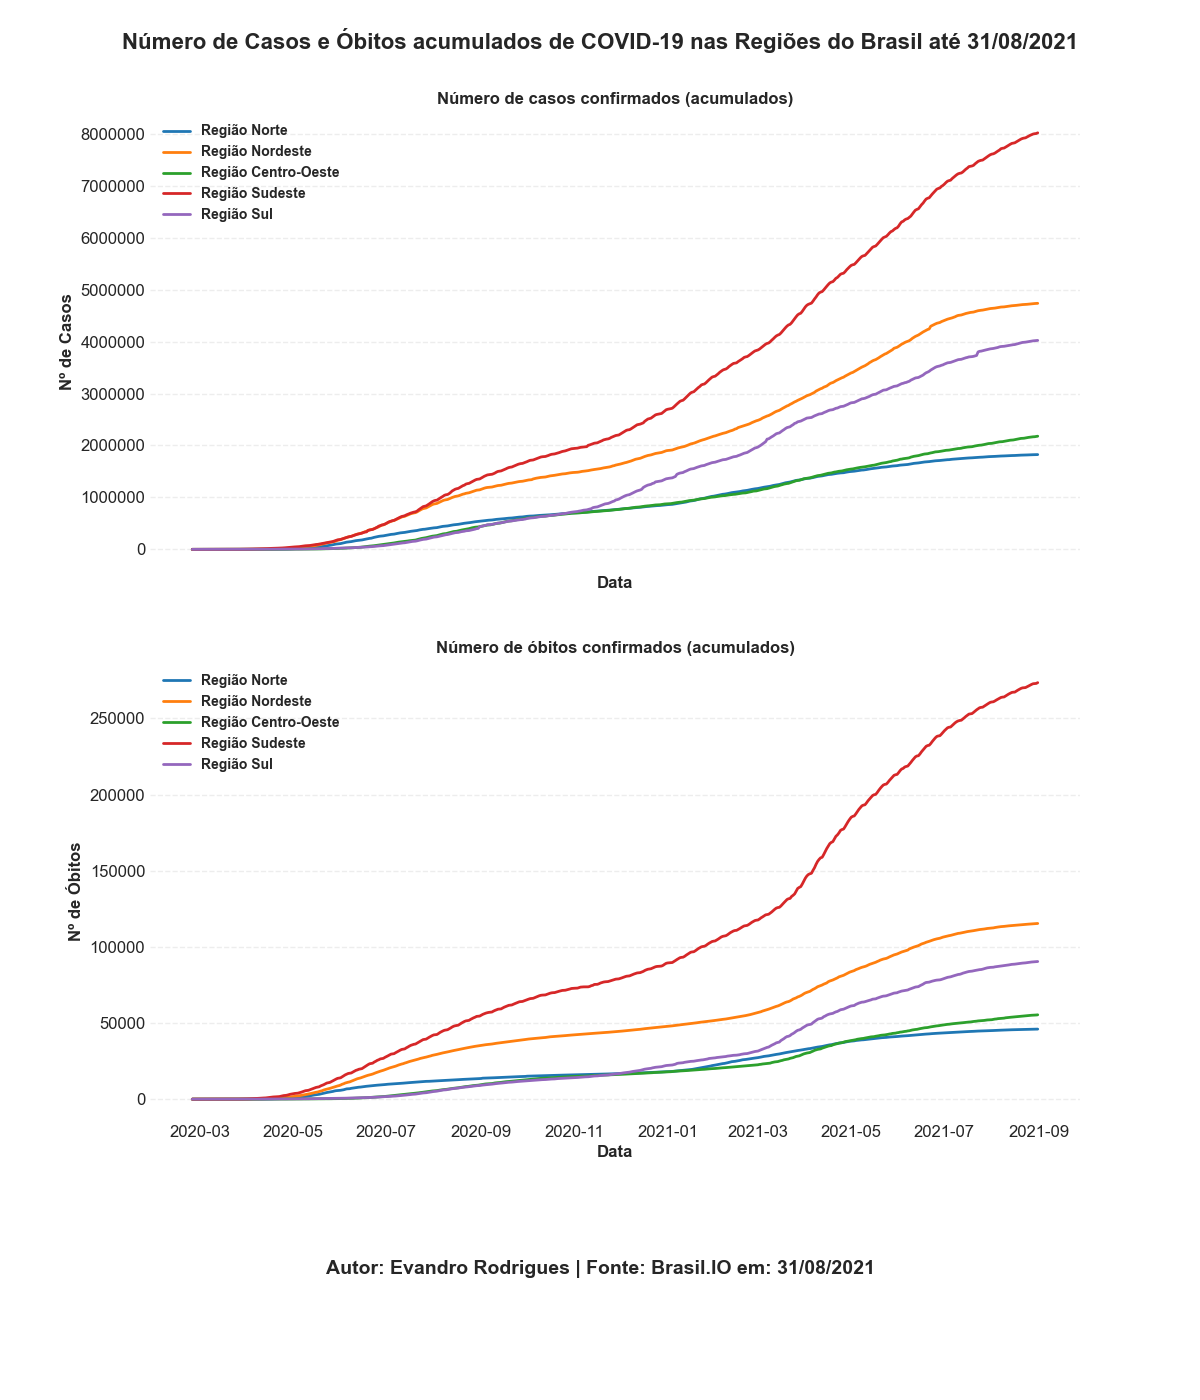 Número de Casos e Óbitos acumulados de COVID-19 nas Regiões do Brasil até 31/08/2021
Número de casos confirmados (acumulados)
Região Norte
Região Nordeste
Região Centro-Oeste
Região Sudeste
Região Sul
8000000
7000000
6000000
5000000
4000000
3000000
2000000
1000000
0
Nº de Casos
Data
Número de óbitos confirmados (acumulados)
Região Norte
Região Nordeste
Região Centro-Oeste
Região Sudeste
Região Sul
250000
200000
150000
100000
50000
0
Nº de Óbitos
2020-03 2020-05 2020-07 2020-09 2020-11 2021-01 2021-03 2021-05 2021-07 2021-09
Data
Autor: Evandro Rodrigues | Fonte: Brasil.IO em: 31/08/2021